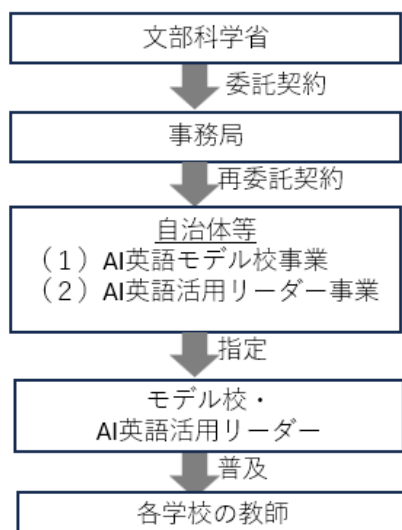 文部科学省
委託契約
事務局
再委託契約
自治体等
（１）AI英語モデル校事業
（２）AI英語活用リーダー事業
指定
モデル校・
AI英語活用リーダー
普及
各学校の教師